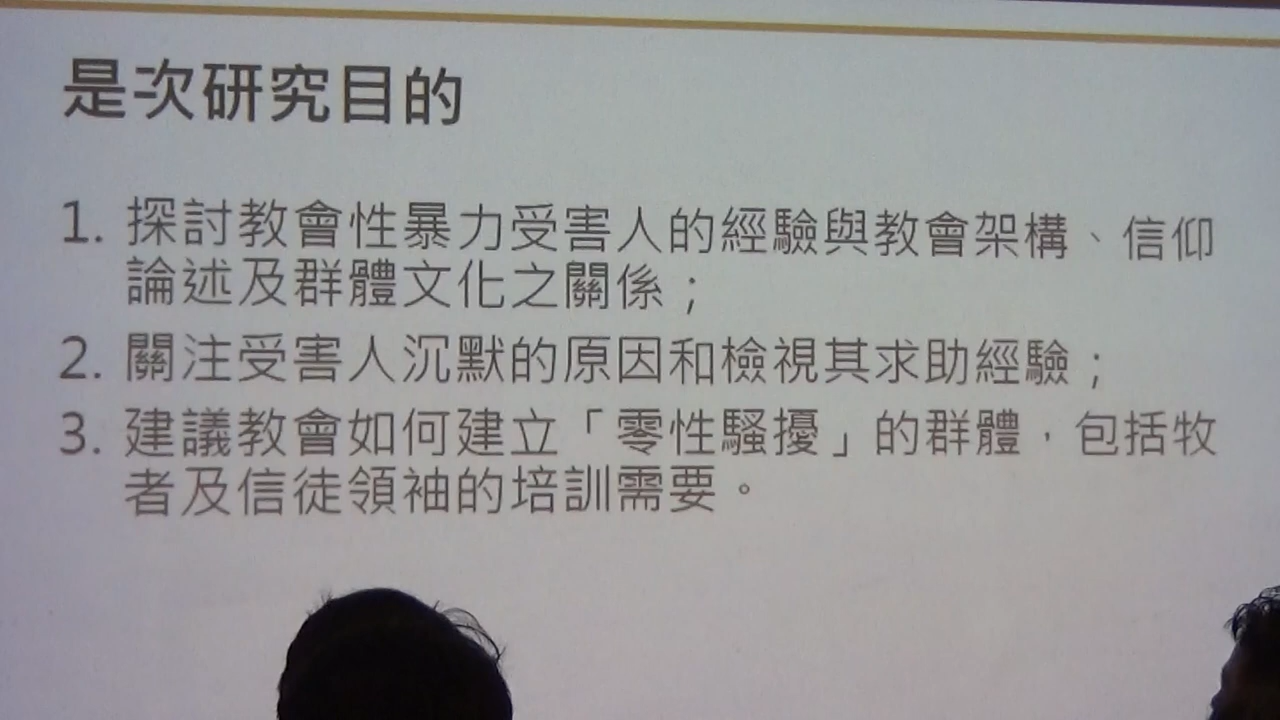 是次研究目的
1. 探討教會性暴力受害人的經驗與教會架構、信仰
論述及群體文化之關係；
2. 關注受害人沉默的原因和檢視其求助經驗；
3. 建議教會如何建立「零性騷擾」的群體，包括牧
者及信徒領袖的培訓需要。